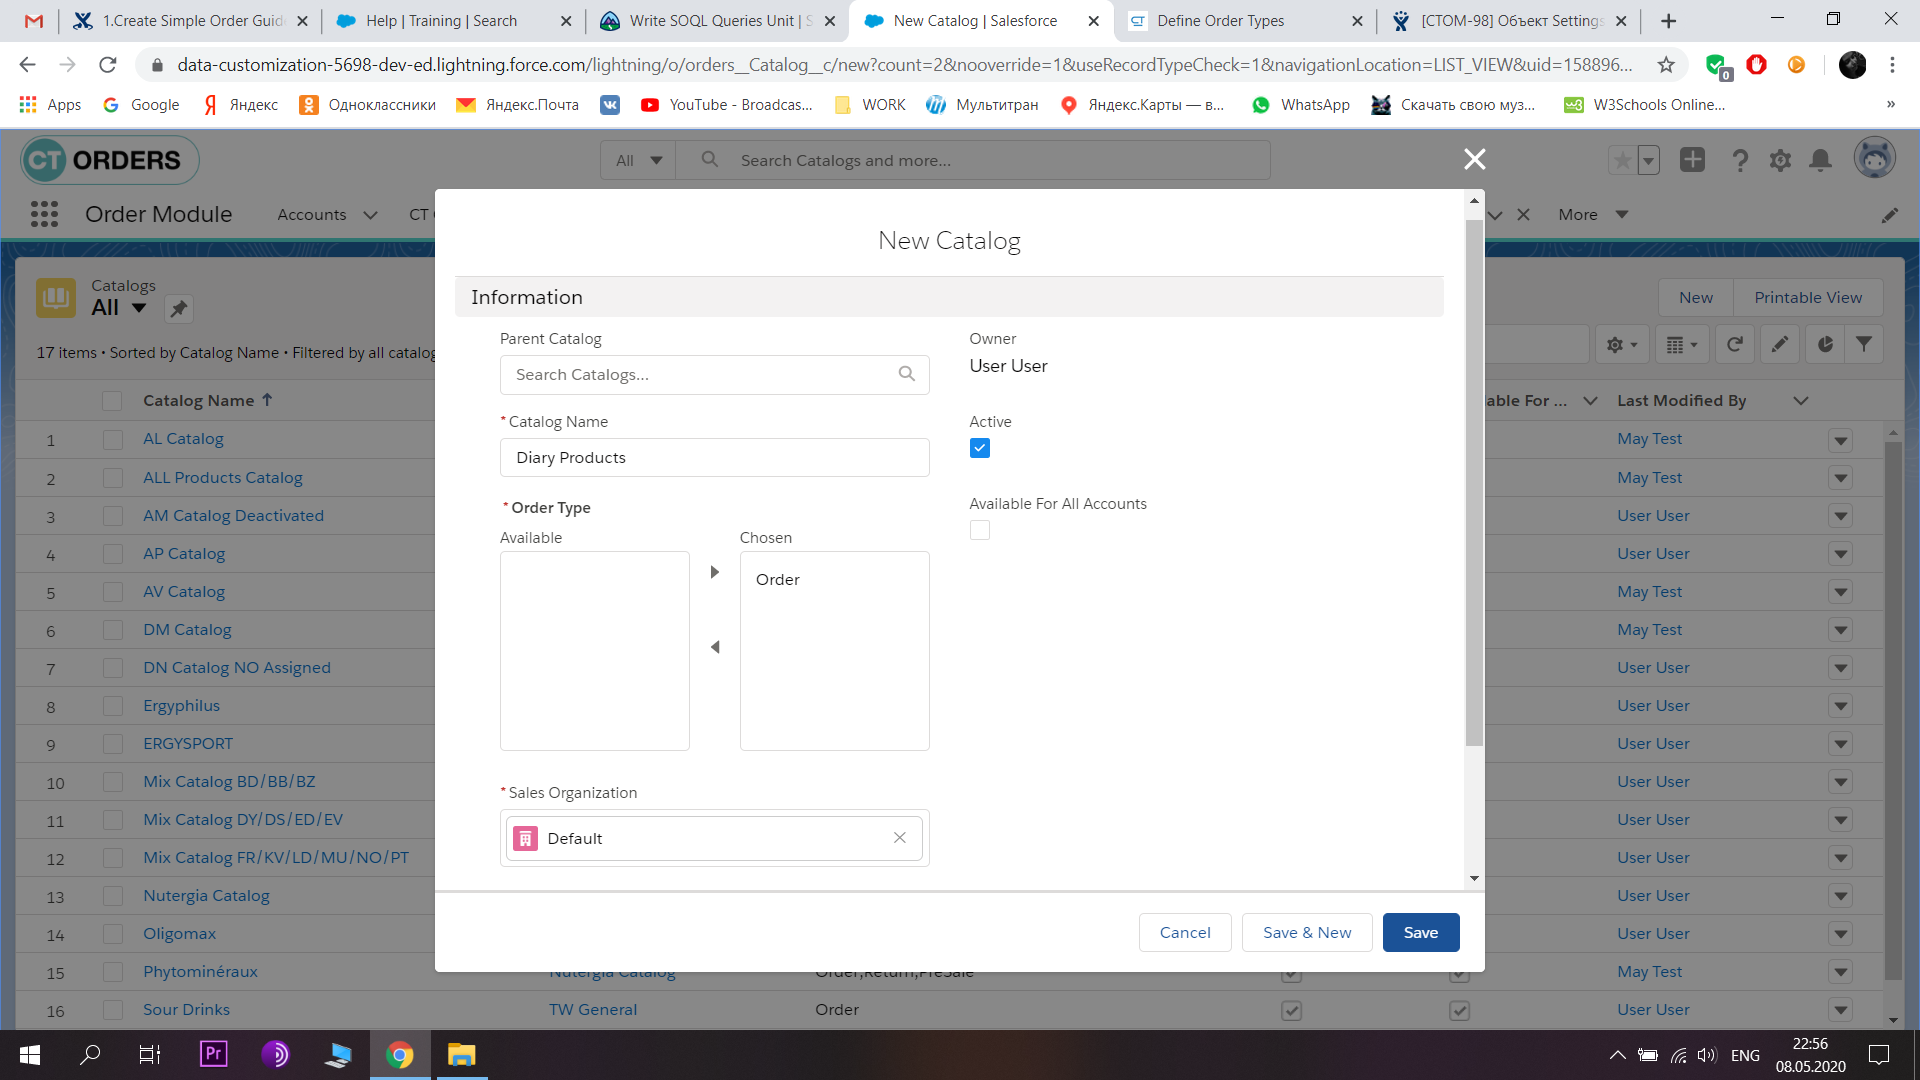 1.Create Simple Order Guid
Help | Training | Search
Write SOQL Queries Unit | S
New Catalog | Salesforce
Define Order Types
[CTOM-98] Объект Settings
data-customization-5698-dev-ed.lightning.force.com/lightning/o/orders__Catalog__c/new?count=2&nooverride=1&useRecordTypeCheck=1&navigationLocation=LIST_VIEW&uid=158896...
0
Apps
Google
Яндекс
Одноклассники
Яндекс.Почта
YouTube - Broadcas...
WORK
Мультитран
Яндекс.Карты — в...
WhatsApp
Скачать свою муз...
W3Schools Online...
»
CT ORDERS
All
Search Catalogs and more...
Order Module
Accounts
CT
More
Catalogs
All
New
Printable View
17 items • Sorted by Catalog Name • Filtered by all catalog
Catalog Name
able For ...
Last Modified By
1 AL Catalog May Test
2 ALL Products Catalog May Test
3 AM Catalog Deactivated User User
4 AP Catalog User User
5 AV Catalog May Test
6 DM Catalog May Test
7 DN Catalog NO Assigned User User
8 Ergyphilus User User
9 ERGYSPORT User User
10 Mix Catalog BD/BB/BZ User User
11 Mix Catalog DY/DS/ED/EV User User
12 Mix Catalog FR/KV/LD/MU/NO/PT User User
13 Nutergia Catalog User User
14 Oligomax User User
15 Phytominéraux Nutergia Catalog Order,Return,PreSale May Test
16 Sour Drinks TW General Order User User
New Catalog
Information
Parent Catalog
Search Catalogs...
Owner
User User
* Catalog Name
Diary Products
Active
* Order Type
Available
Chosen
Order
Available For All Accounts
* Sales Organization
Default
Cancel
Save & New
Save
Pr
ENG
22:56
08.05.2020